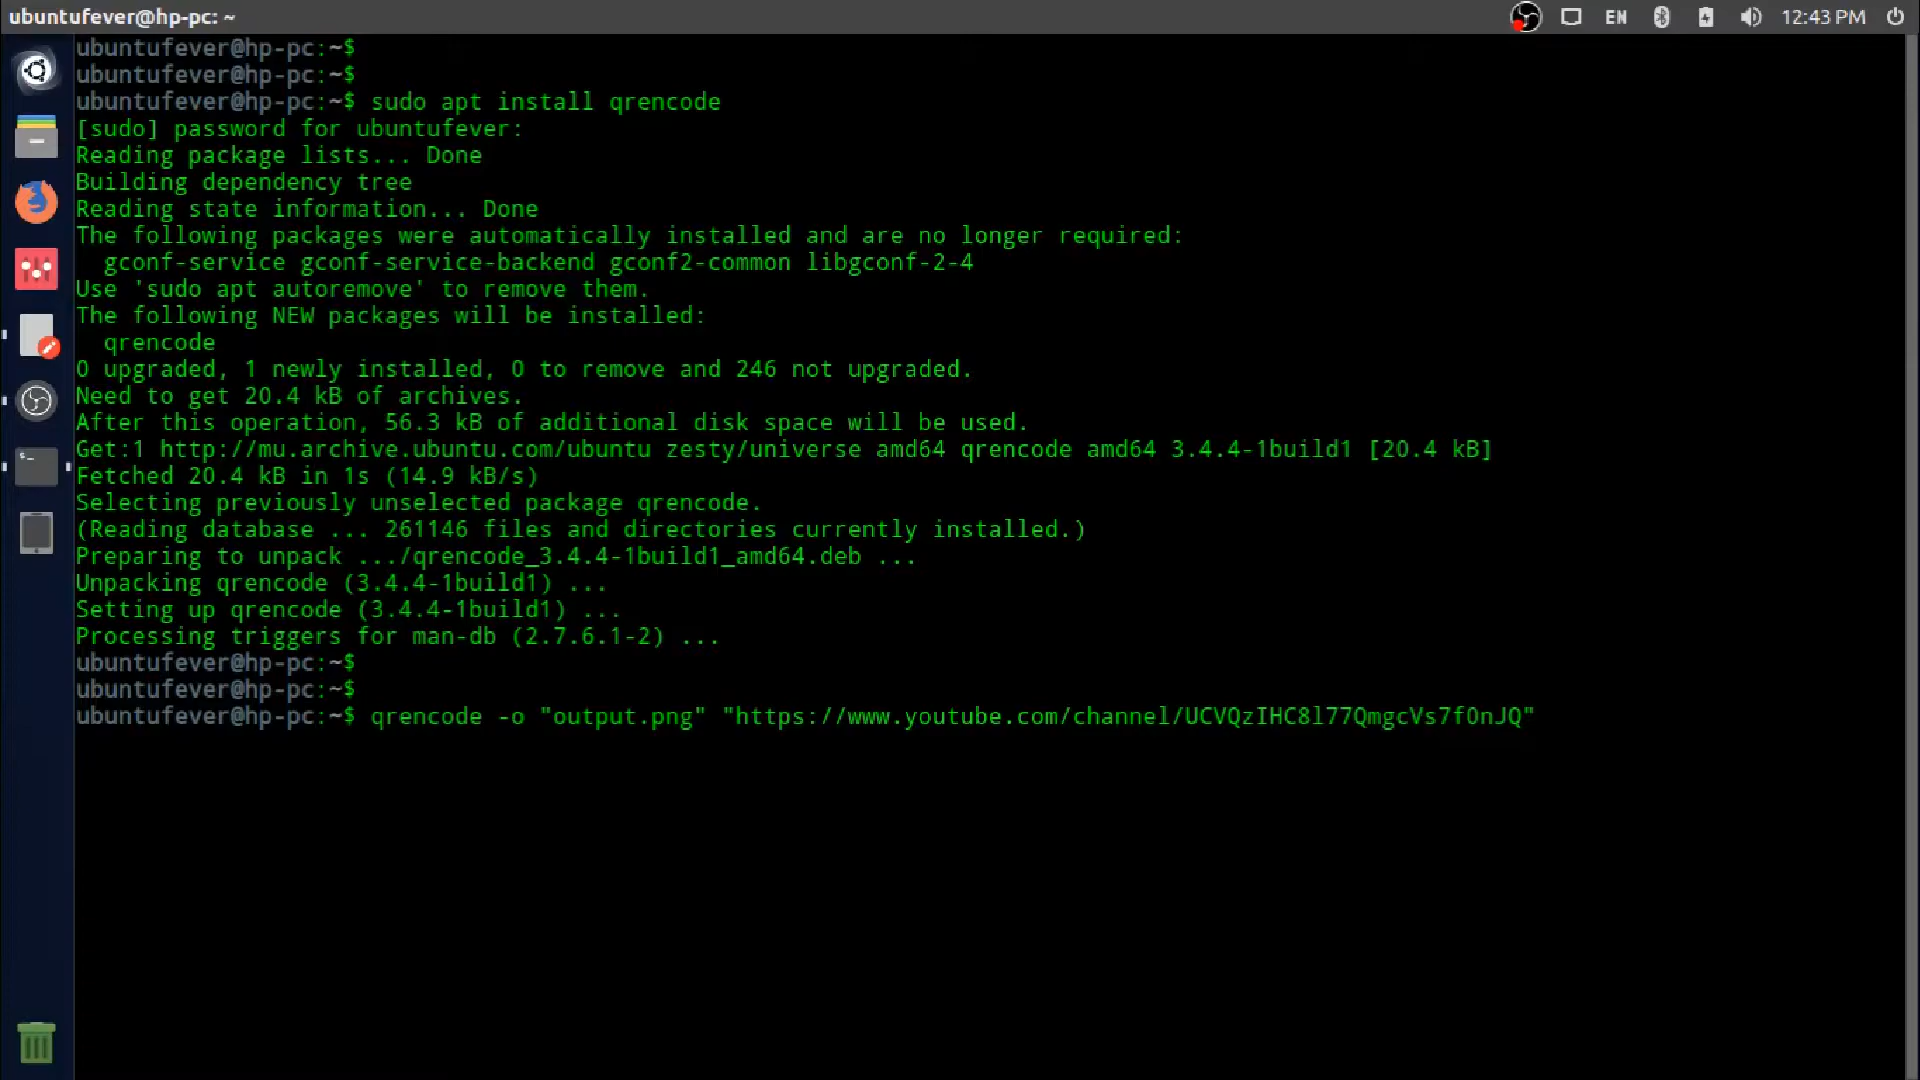 ubuntufever@hp-pc: ~
EN
12:43 PM
ubuntufever@hp-pc:~$
ubuntufever@hp-pc:~$
ubuntufever@hp-pc:~$ sudo apt install qrencode
[sudo] password for ubuntufever:
Reading package lists... Done
Building dependency tree
Reading state information... Done
The following packages were automatically installed and are no longer required:
  gconf-service gconf-service-backend gconf2-common libgconf-2-4
Use 'sudo apt autoremove' to remove them.
The following NEW packages will be installed:
  qrencode
0 upgraded, 1 newly installed, 0 to remove and 246 not upgraded.
Need to get 20.4 kB of archives.
After this operation, 56.3 kB of additional disk space will be used.
Get:1 http://mu.archive.ubuntu.com/ubuntu zesty/universe amd64 qrencode amd64 3.4.4-1build1 [20.4 kB]
Fetched 20.4 kB in 1s (14.9 kB/s)
Selecting previously unselected package qrencode.
(Reading database ... 261146 files and directories currently installed.)
Preparing to unpack .../qrencode_3.4.4-1build1_amd64.deb ...
Unpacking qrencode (3.4.4-1build1) ...
Setting up qrencode (3.4.4-1build1) ...
Processing triggers for man-db (2.7.6.1-2) ...
ubuntufever@hp-pc:~$
ubuntufever@hp-pc:~$
ubuntufever@hp-pc:~$ qrencode -o "output.png" "https://www.youtube.com/channel/UCVQzIHC8l77QmgcVs7f0nJQ"